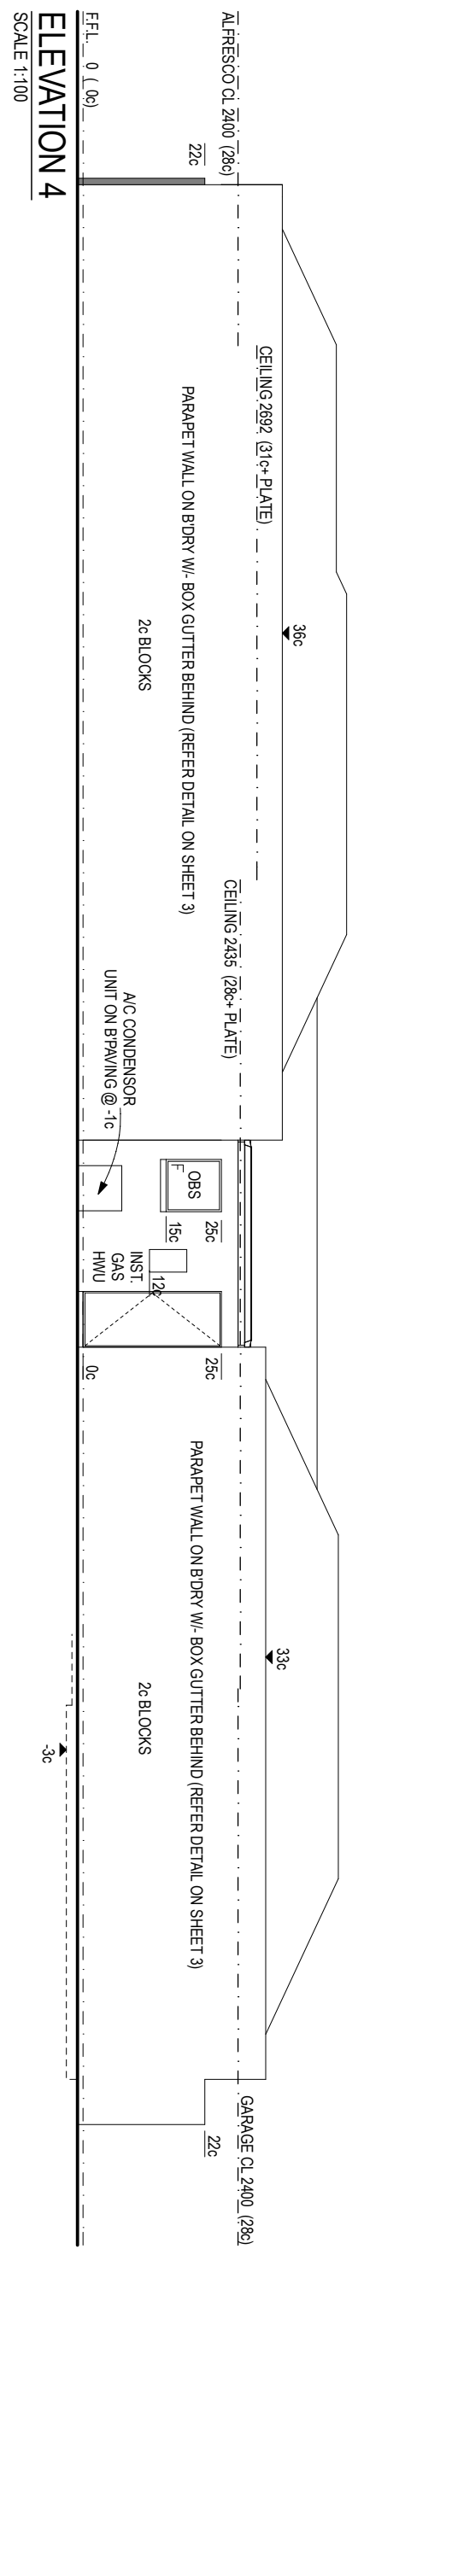 ALFRESCO CL 2400 (28c)
22c
F.F.L. 0 ( 0c)
CEILING 2692 (31c+ PLATE)
36c
PARAPET WALL ON B'DRY W/- BOX GUTTER BEHIND (REFER DETAIL ON SHEET 3)
2c BLOCKS
CEILING 2435 (28c+ PLATE)
A/C CONDENSOR
UNIT ON B'PAVING @ -1c
OBS
F
25c
15c
12c
INST.
GAS
HWU
25c
0c
33c
PARAPET WALL ON B'DRY W/- BOX GUTTER BEHIND (REFER DETAIL ON SHEET 3)
2c BLOCKS
-3c
GARAGE CL 2400 (28c)
22c
ELEVATION 4
SCALE 1:100